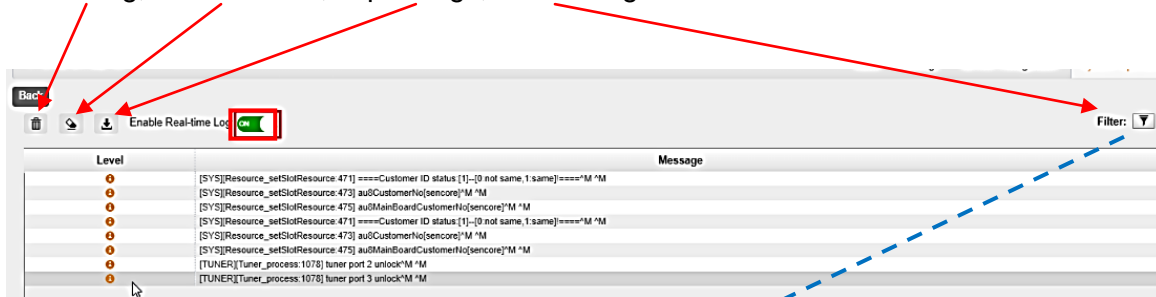 Back
Enable Real-time Log ON Filter:
Level Message
[SYS][Resource_setSlotResource:471] ====Customer ID status:[1]--[0:not same,1:same]!====^M ^M
[SYS][Resource_setSlotResource:473] au8CustomerNo[sencore]^M ^M
[SYS][Resource_setSlotResource:475] au8MainBoardCustomerNo[sencore]^M ^M
[SYS][Resource_setSlotResource:471] ====Customer ID status:[1]--[0:not same,1:same]!====^M ^M
[SYS][Resource_setSlotResource:473] au8CustomerNo[sencore]^M ^M
[SYS][Resource_setSlotResource:475] au8MainBoardCustomerNo[sencore]^M ^M
[TUNER][Tuner_process:1078] tuner port 2 unlock^M ^M
[TUNER][Tuner_process:1078] tuner port 3 unlock^M ^M